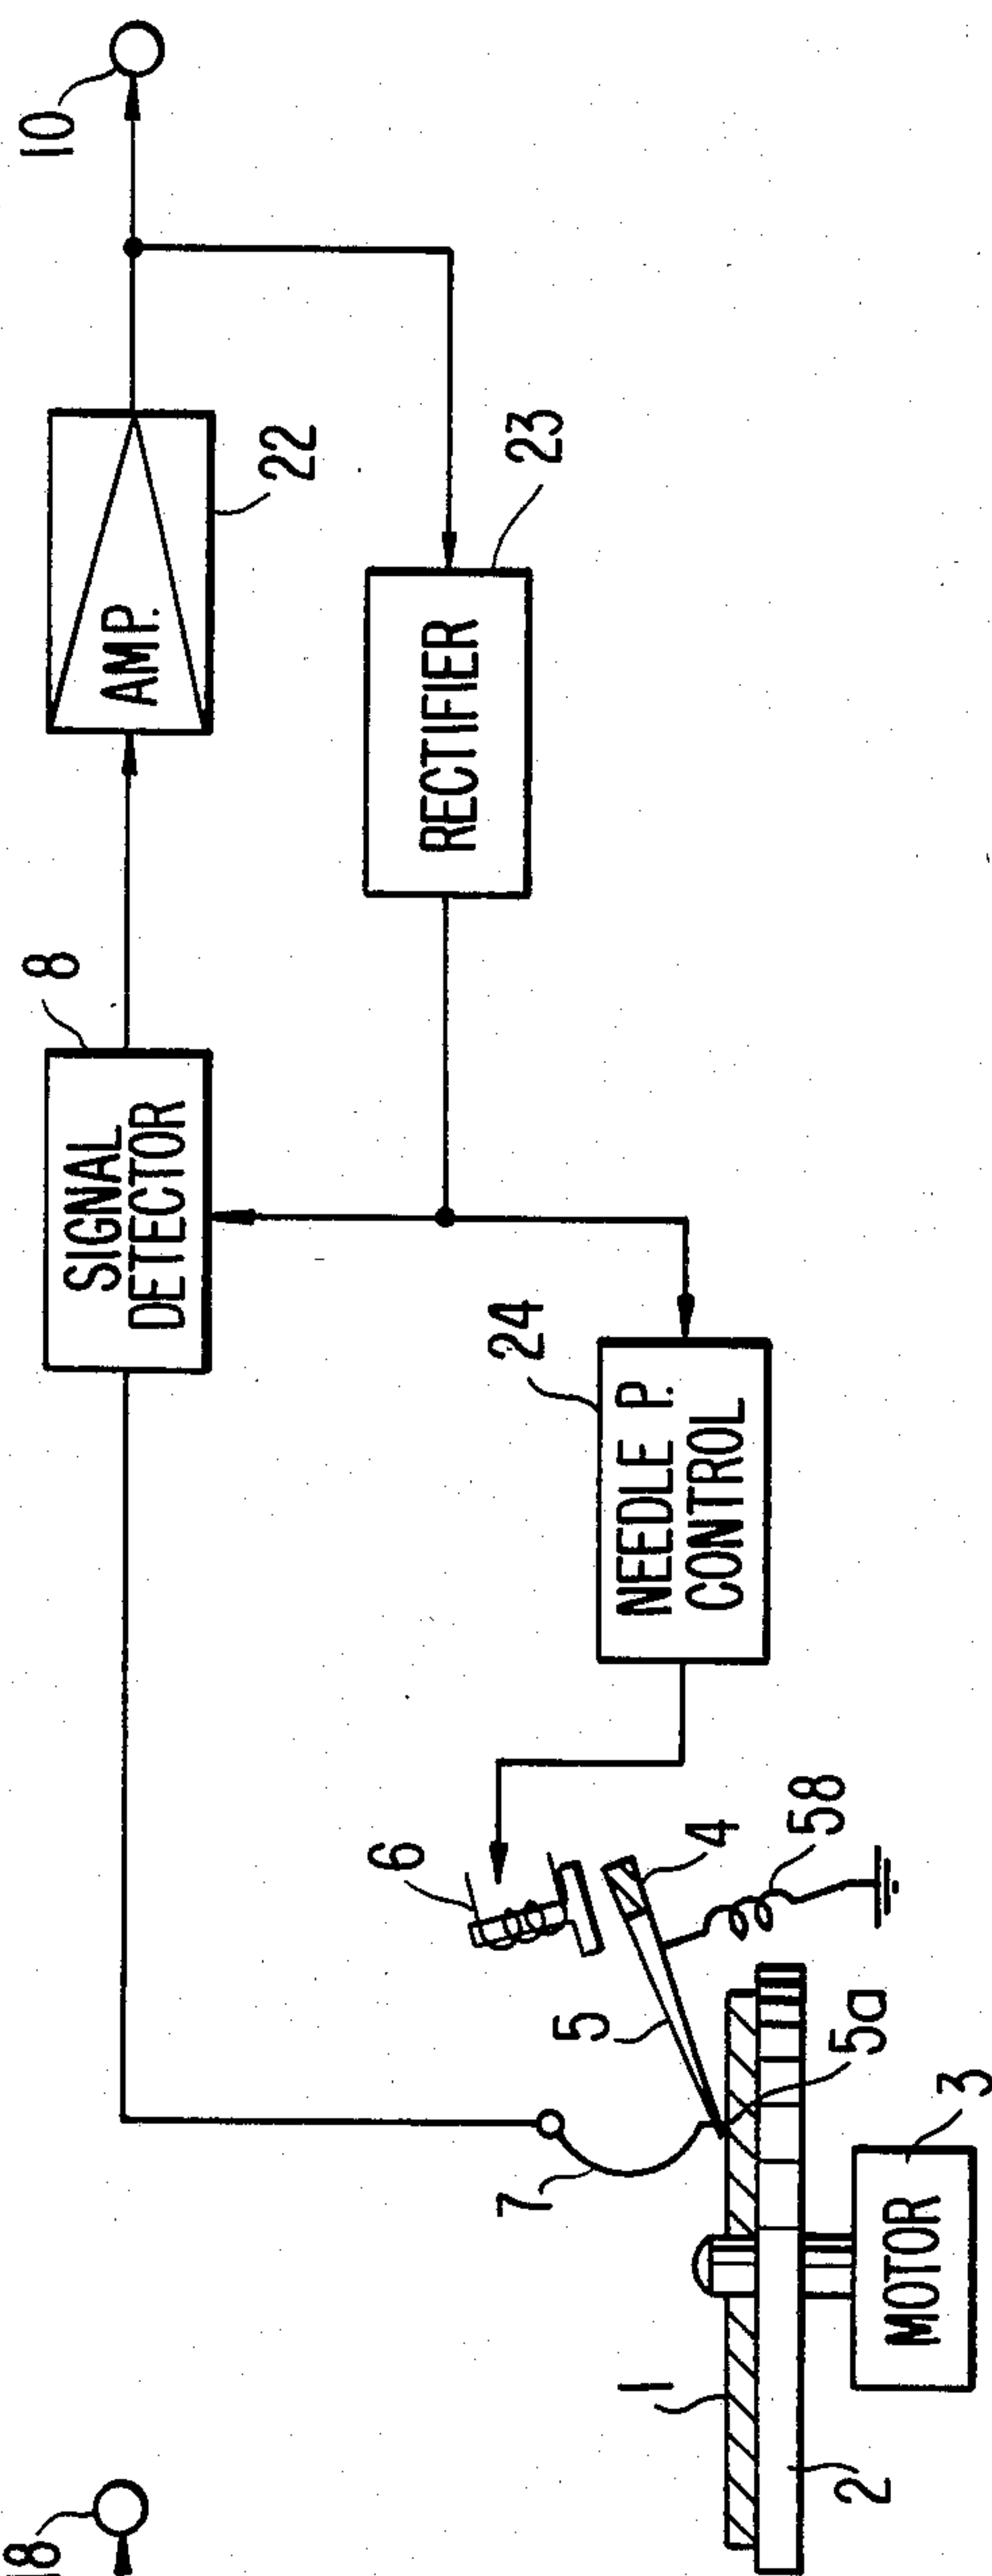 10
AMP.
22
23
RECTIFIER
8
SIGNAL
DETECTOR
24
NEEDLE P.
CONTROL
6
4
58
5
5a
7
3
MOTOR
1
2